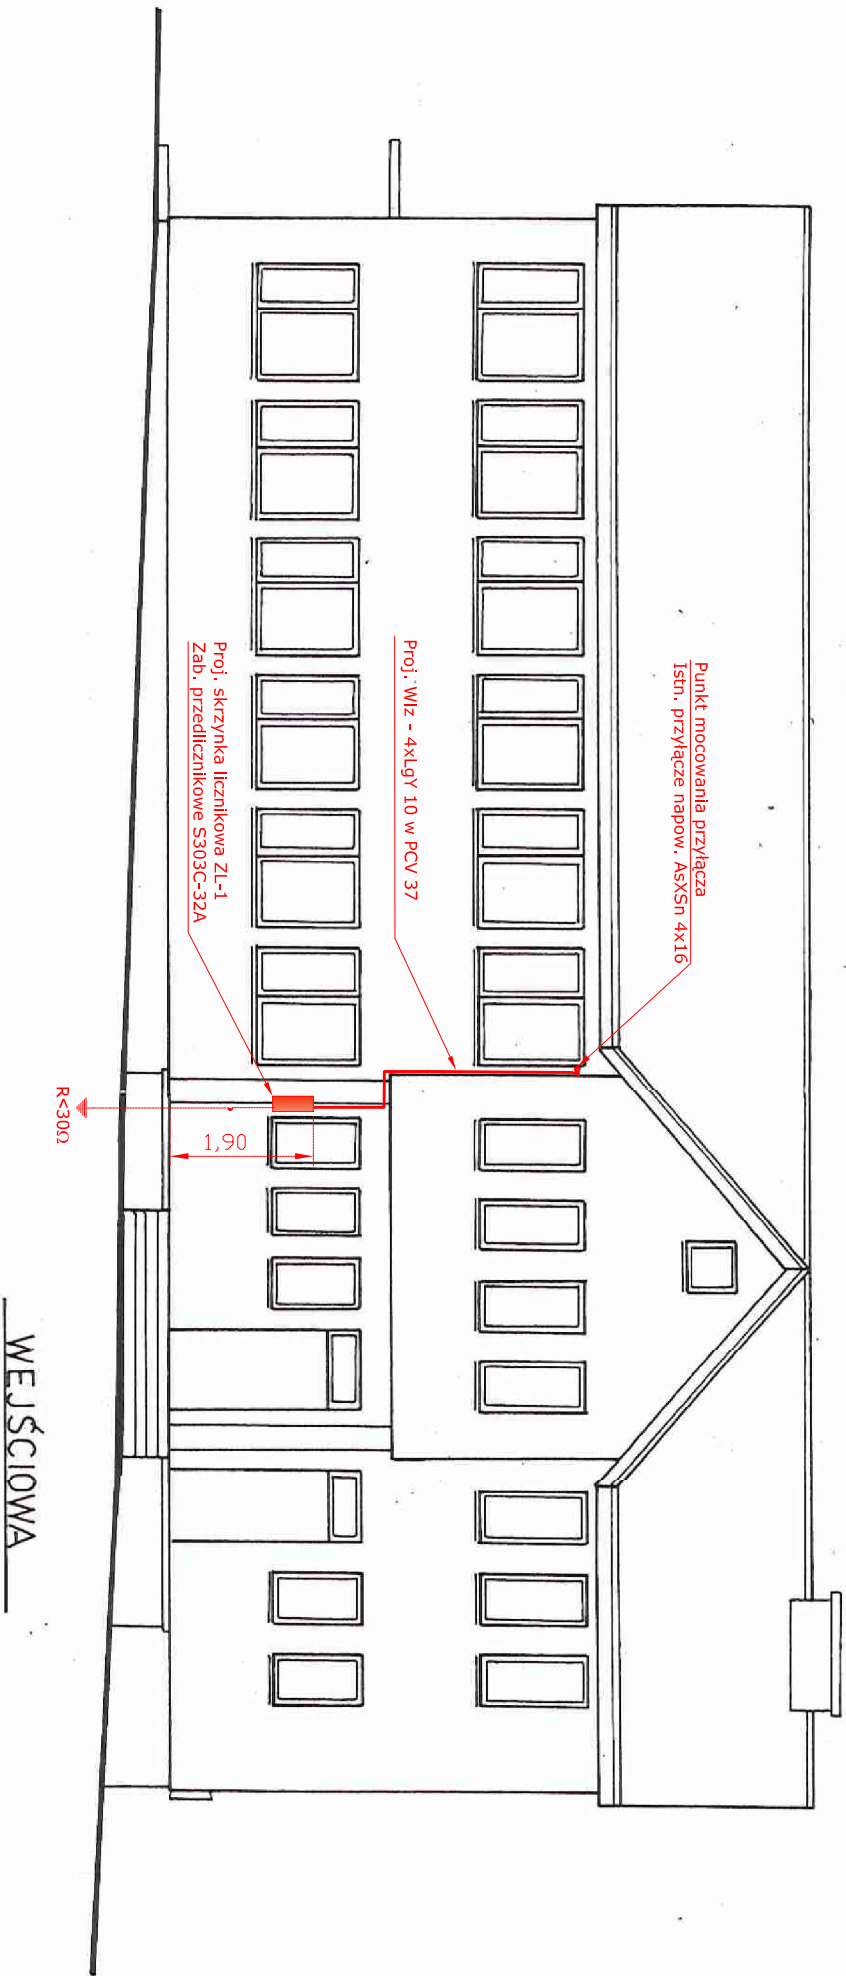 Punkt mocowania przyłącza
Istn. przyłącze napow. AsXSn 4x16
Proj. Wlz - 4xLgY 10 w PCV 37
Proj. skrzynka licznikowa ZL-1
Zab. przedlicznikowe S303C-32A
1,90
R<30Ω
WEJŚCIOWA